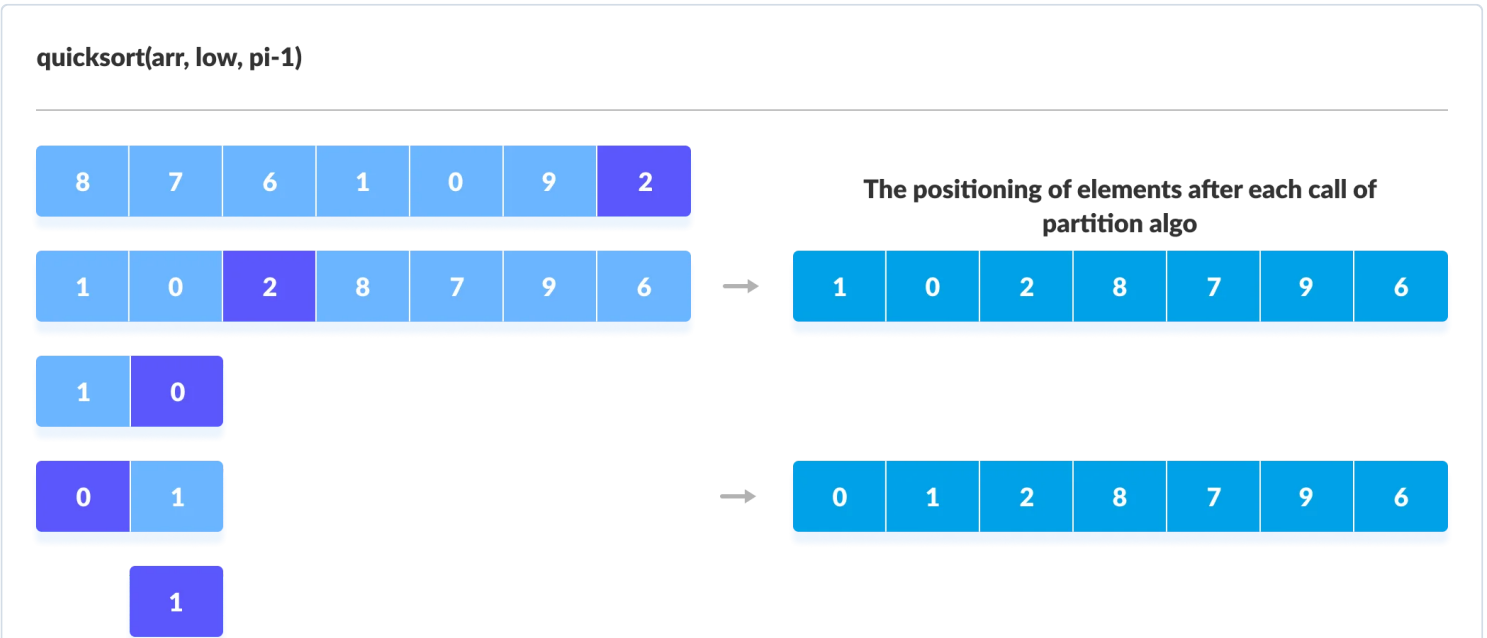 quicksort(arr, low, pi-1)
8 7 6 1 0 9 2
The positioning of elements after each call of
partition algo
1 0 2 8 7 9 6
1 0 2 8 7 9 6
1 0
0 1
0 1 2 8 7 9 6
1